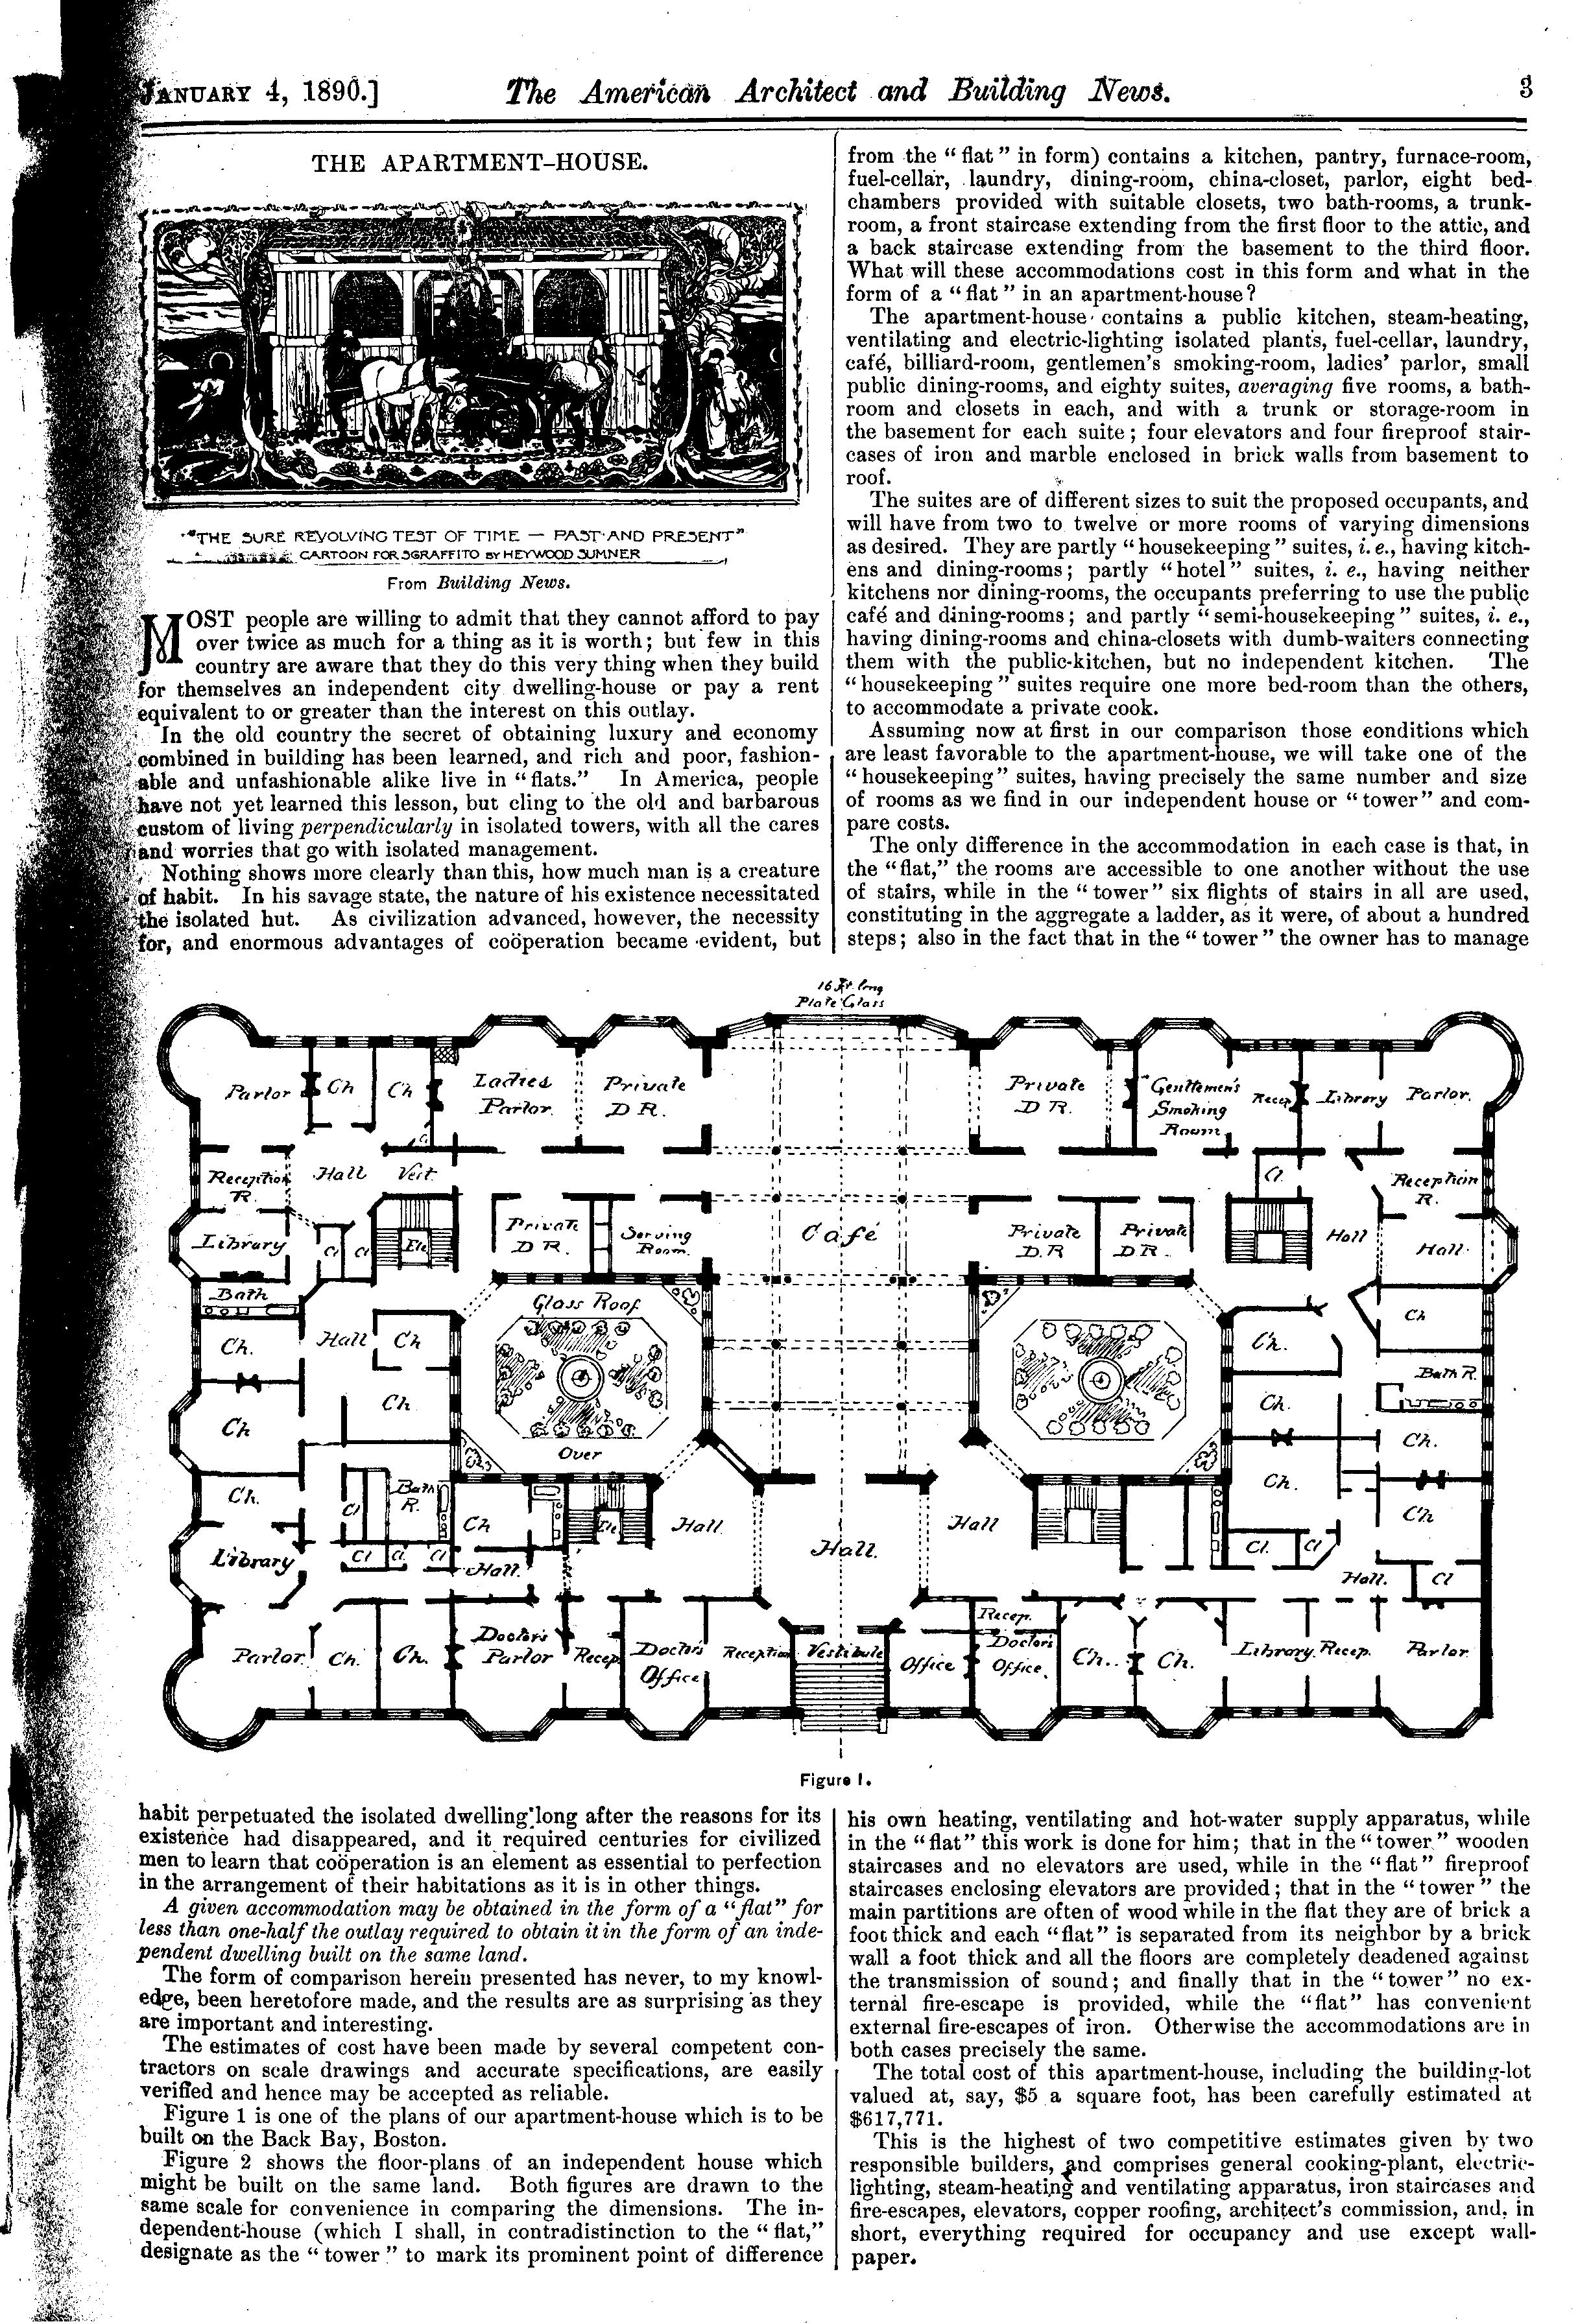 JANUARY 4, 1890.] The American Architect and Building News. 3
THE APARTMENT-HOUSE.
"THE SURE REVOLVING TEST OF TIME — PAST AND PRESENT"
CARTOON FOR SGRAFFITO BY HEYWOOD SUMNER
From Building News.
MOST people are willing to admit that they cannot afford to pay
over twice as much for a thing as it is worth; but few in this
country are aware that they do this very thing when they build
for themselves an independent city dwelling-house or pay a rent
equivalent to or greater than the interest on this outlay.
In the old country the secret of obtaining luxury and economy
combined in building has been learned, and rich and poor, fashion-
able and unfashionable alike live in "flats." In America, people
have not yet learned this lesson, but cling to the old and barbarous
custom of living perpendicularly in isolated towers, with all the cares
and worries that go with isolated management.
Nothing shows more clearly than this, how much man is a creature
of habit. In his savage state, the nature of his existence necessitated
the isolated hut. As civilization advanced, however, the necessity
for, and enormous advantages of coöperation became evident, but
from the "flat" in form) contains a kitchen, pantry, furnace-room,
fuel-cellar, laundry, dining-room, china-closet, parlor, eight bed-
chambers provided with suitable closets, two bath-rooms, a trunk-
room, a front staircase extending from the first floor to the attic, and
a back staircase extending from the basement to the third floor.
What will these accommodations cost in this form and what in the
form of a "flat" in an apartment-house?
The apartment-house contains a public kitchen, steam-heating,
ventilating and electric-lighting isolated plants, fuel-cellar, laundry,
café, billiard-room, gentlemen's smoking-room, ladies' parlor, small
public dining-rooms, and eighty suites, averaging five rooms, a bath-
room and closets in each, and with a trunk or storage-room in
the basement for each suite; four elevators and four fireproof stair-
cases of iron and marble enclosed in brick walls from basement to
roof.
The suites are of different sizes to suit the proposed occupants, and
will have from two to twelve or more rooms of varying dimensions
as desired. They are partly "housekeeping" suites, i. e., having kitch-
ens and dining-rooms; partly "hotel" suites, i. e., having neither
kitchens nor dining-rooms, the occupants preferring to use the public
café and dining-rooms; and partly "semi-housekeeping" suites, i. e.,
having dining-rooms and china-closets with dumb-waiters connecting
them with the public-kitchen, but no independent kitchen. The
"housekeeping" suites require one more bed-room than the others,
to accommodate a private cook.
Assuming now at first in our comparison those conditions which
are least favorable to the apartment-house, we will take one of the
"housekeeping" suites, having precisely the same number and size
of rooms as we find in our independent house or "tower" and com-
pare costs.
The only difference in the accommodation in each case is that, in
the "flat," the rooms are accessible to one another without the use
of stairs, while in the "tower" six flights of stairs in all are used,
constituting in the aggregate a ladder, as it were, of about a hundred
steps; also in the fact that in the "tower" the owner has to manage
16 Ft. long
Plate Glass
Parlor Ch Ch Ladies Parlor Private D R. Private D R. Gentlemen's Smoking Room Recep Library Parlor.
Reception R. Hall Vest. Cl. Reception R.
Library Cl Cl Ele Private D R. Serving Room. Café Private D.R Private D.R. Hall Hall
Bath Glass Roof
Ch. Hall Ch Ch. Ch
Ch Ch Over Ch. Bath R. Ch.
Ch. Cl Bath R. Ch Ele Hall Hall. Hall Ch. Ch
Library Cl Cl. Cl Hall. Cl. Cl Hall. Cl
Parlor Ch. Ch. Doctor's Parlor Recep. Doctor's Office Reception Vestibule Office Recep. Doctor's Office. Ch. Ch. Library. Recep. Parlor
Figure 1.
habit perpetuated the isolated dwelling long after the reasons for its
existence had disappeared, and it required centuries for civilized
men to learn that coöperation is an element as essential to perfection
in the arrangement of their habitations as it is in other things.
A given accommodation may be obtained in the form of a "flat" for
less than one-half the outlay required to obtain it in the form of an inde-
pendent dwelling built on the same land.
The form of comparison herein presented has never, to my knowl-
edge, been heretofore made, and the results are as surprising as they
are important and interesting.
The estimates of cost have been made by several competent con-
tractors on scale drawings and accurate specifications, are easily
verified and hence may be accepted as reliable.
Figure 1 is one of the plans of our apartment-house which is to be
built on the Back Bay, Boston.
Figure 2 shows the floor-plans of an independent house which
might be built on the same land. Both figures are drawn to the
same scale for convenience in comparing the dimensions. The in-
dependent-house (which I shall, in contradistinction to the "flat,"
designate as the "tower" to mark its prominent point of difference
his own heating, ventilating and hot-water supply apparatus, while
in the "flat" this work is done for him; that in the "tower" wooden
staircases and no elevators are used, while in the "flat" fireproof
staircases enclosing elevators are provided; that in the "tower" the
main partitions are often of wood while in the flat they are of brick a
foot thick and each "flat" is separated from its neighbor by a brick
wall a foot thick and all the floors are completely deadened against
the transmission of sound; and finally that in the "tower" no ex-
ternal fire-escape is provided, while the "flat" has convenient
external fire-escapes of iron. Otherwise the accommodations are in
both cases precisely the same.
The total cost of this apartment-house, including the building-lot
valued at, say, $5 a square foot, has been carefully estimated at
$617,771.
This is the highest of two competitive estimates given by two
responsible builders, and comprises general cooking-plant, electric-
lighting, steam-heating and ventilating apparatus, iron staircases and
fire-escapes, elevators, copper roofing, architect's commission, and, in
short, everything required for occupancy and use except wall-
paper.